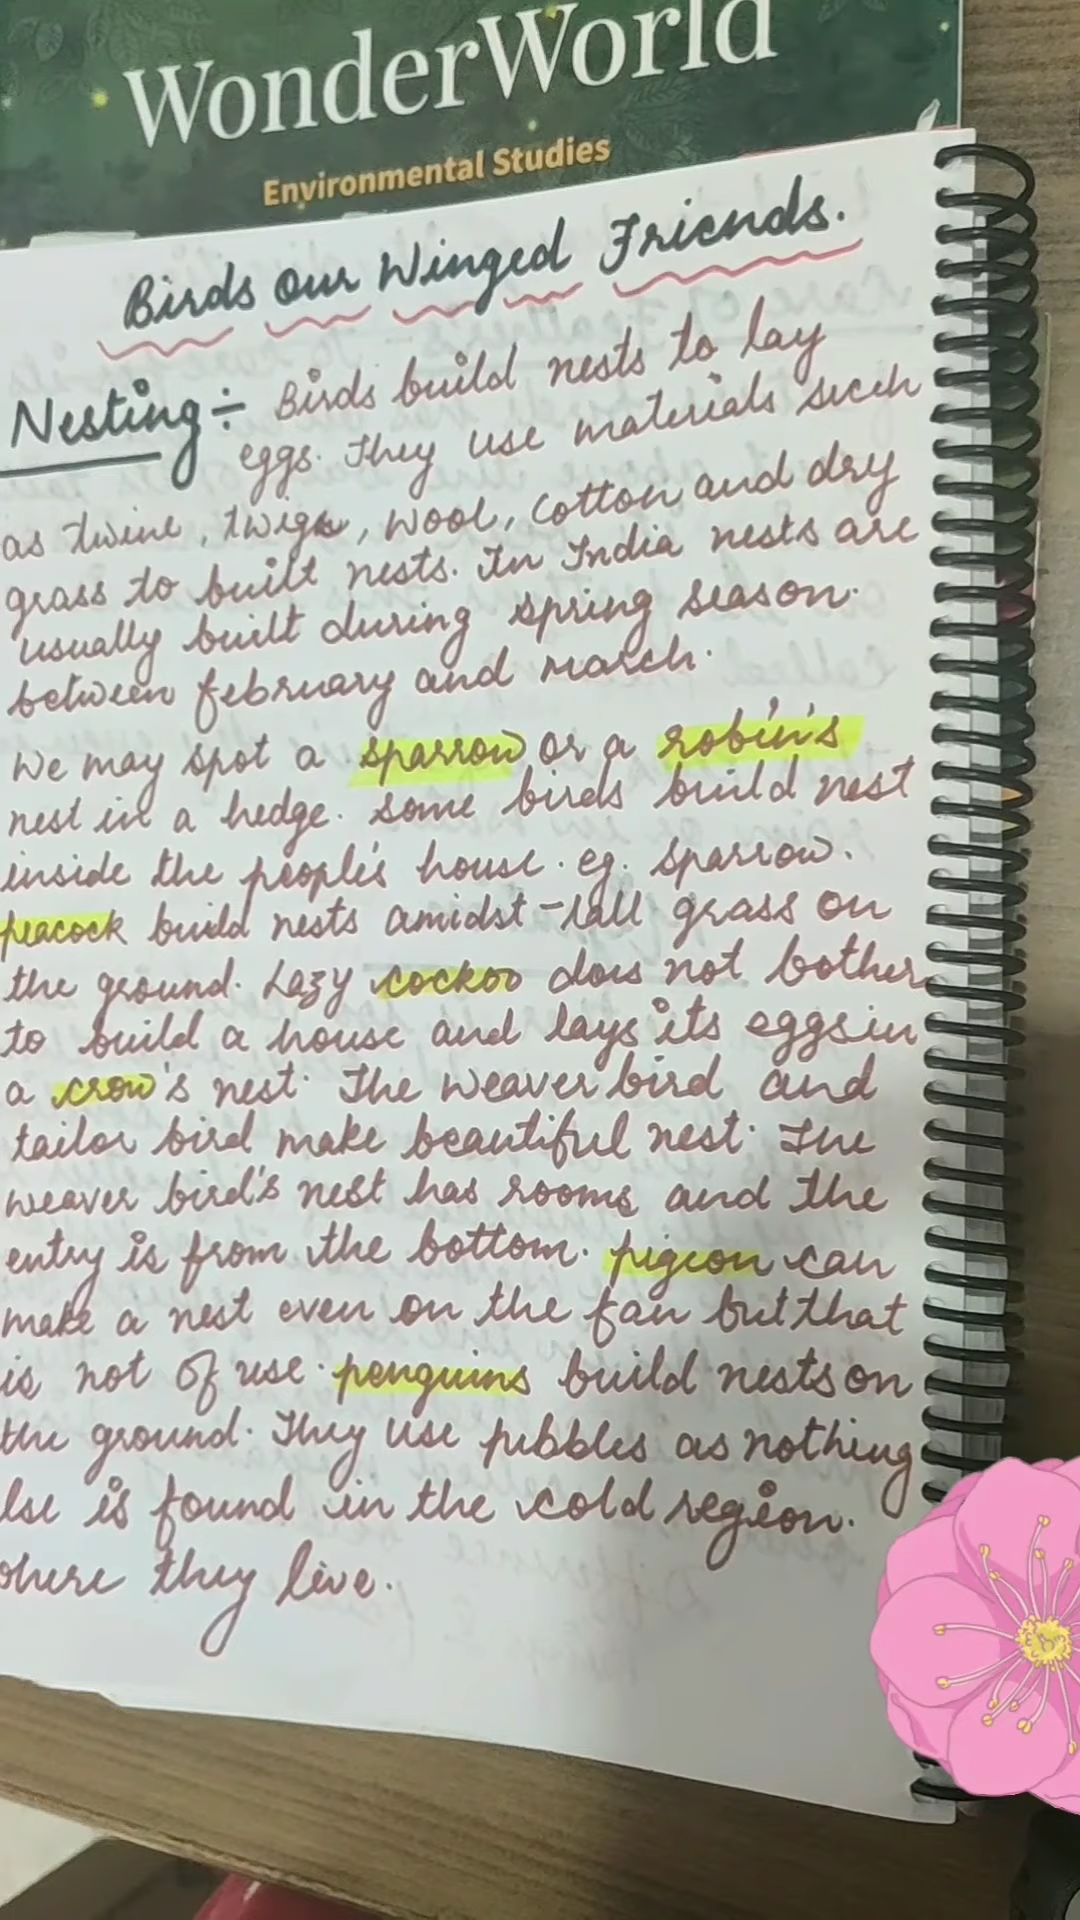 WonderWorld
Environmental Studies
Birds our Winged Friends.
Nesting ÷ Birds build nests to lay
eggs. They use materials such
as twine, twigs, wool, cotton and dry
grass to built nests. In India nests are
usually built during spring season.
between february and march.
We may spot a sparrow or a robin's
nest in a hedge. some birds build nest
inside the people's house. eg. sparrow.
peacock build nests amidst tall grass on
the ground. Lazy cockoo does not bother
to build a house and lays its eggs in
a crow's nest. The weaver bird and
tailor bird make beautiful nest. The
weaver bird's nest has rooms and the
entry is from the bottom. pigeon can
make a nest even on the fan but that
is not of use. penguins build nests on
the ground. They use pebbles as nothing
lse is found in the cold region.
here they live.